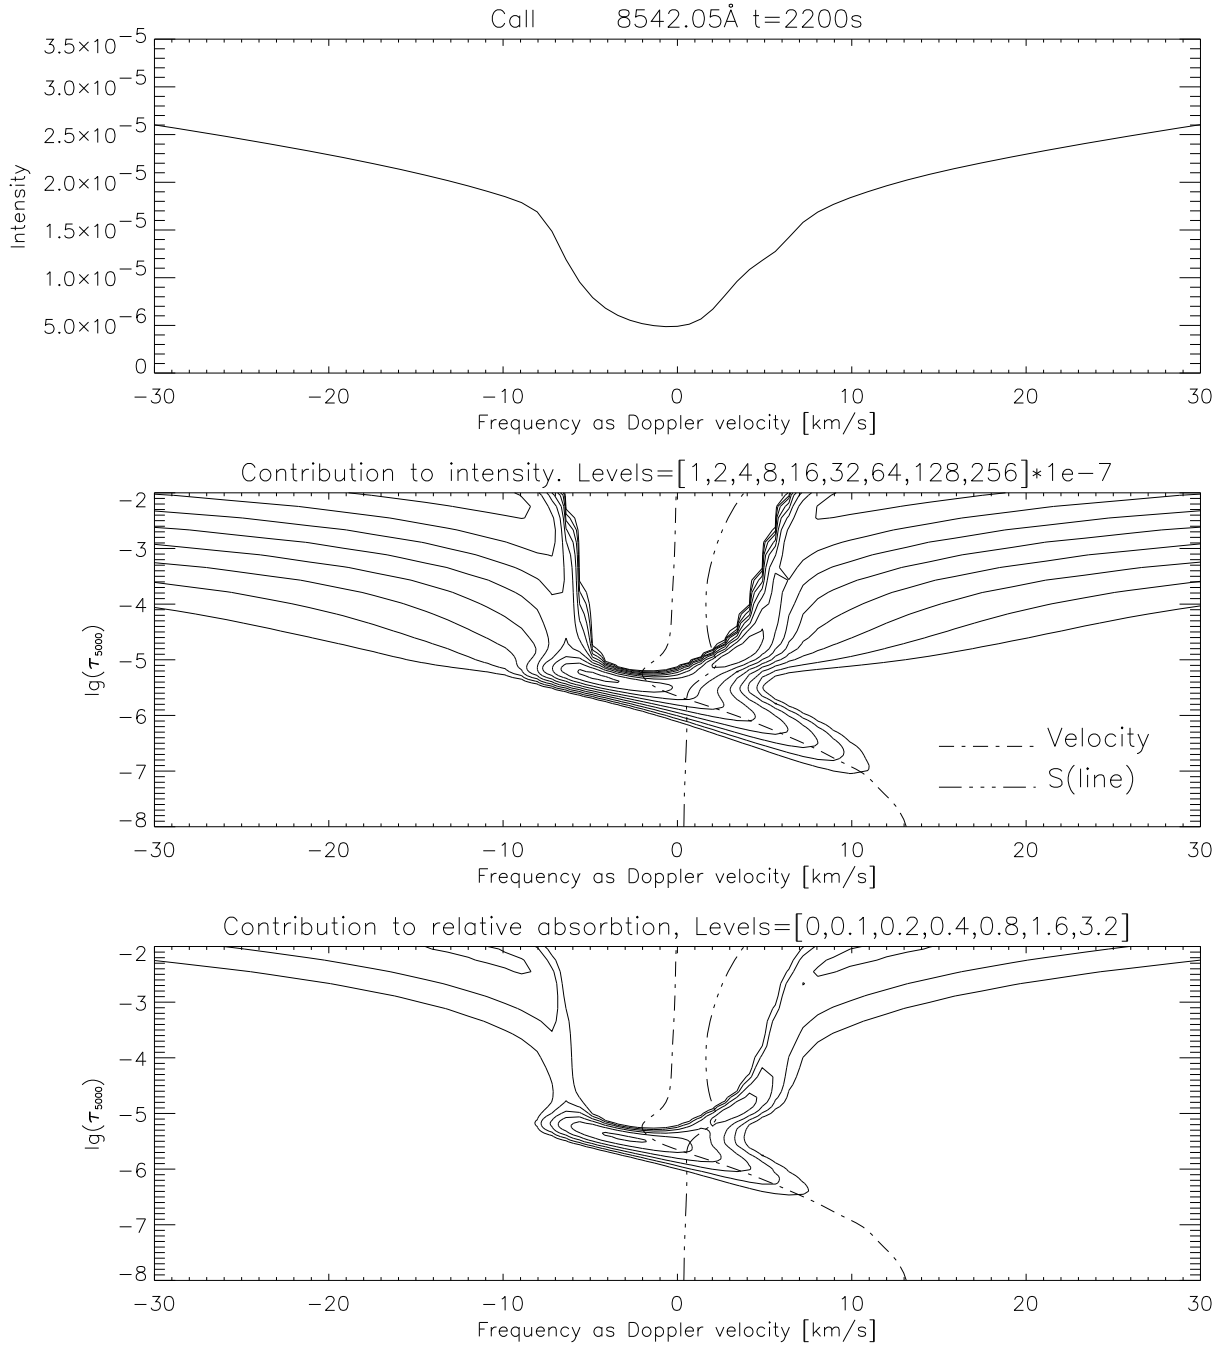 CaII 8542.05Å t=2200s
3.5×10⁻⁵
3.0×10⁻⁵
2.5×10⁻⁵
2.0×10⁻⁵
1.5×10⁻⁵
1.0×10⁻⁵
5.0×10⁻⁶
0
Intensity
-30 -20 -10 0 10 20 30
Frequency as Doppler velocity [km/s]
Contribution to intensity. Levels=[1,2,4,8,16,32,64,128,256]*1e-7
-2
-3
-4
-5
-6
-7
-8
lg(τ₅₀₀₀)
Velocity
S(line)
-30 -20 -10 0 10 20 30
Frequency as Doppler velocity [km/s]
Contribution to relative absorbtion, Levels=[0,0.1,0.2,0.4,0.8,1.6,3.2]
-2
-3
-4
-5
-6
-7
-8
lg(τ₅₀₀₀)
-30 -20 -10 0 10 20 30
Frequency as Doppler velocity [km/s]